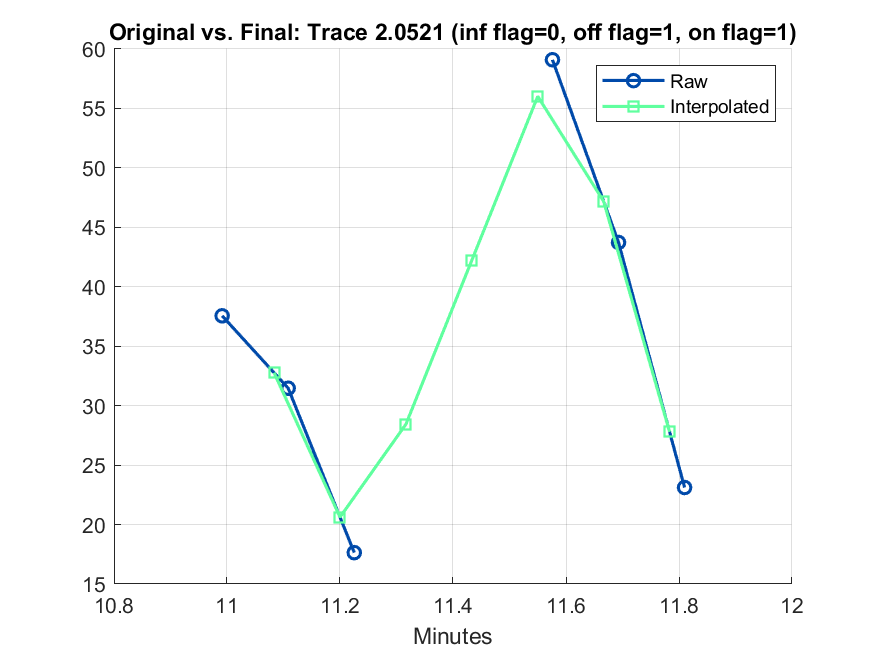 Original vs. Final: Trace 2.0521 (inf flag=0, off flag=1, on flag=1)
60
55
50
45
40
35
30
25
20
15
Raw
Interpolated
10.8 11 11.2 11.4 11.6 11.8 12
Minutes